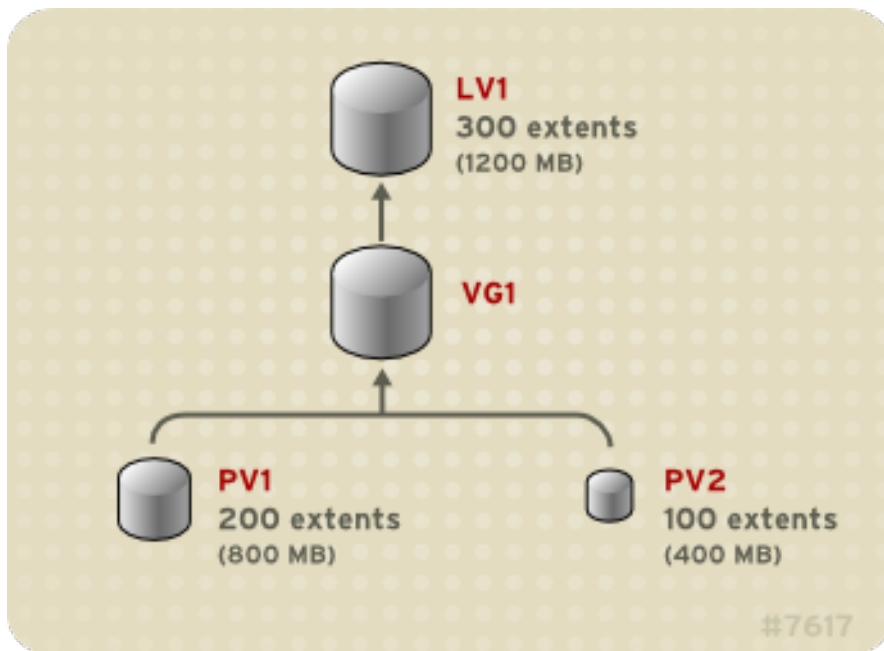 LV1
300 extents
(1200 MB)
VG1
PV1
200 extents
(800 MB)
PV2
100 extents
(400 MB)
#7617